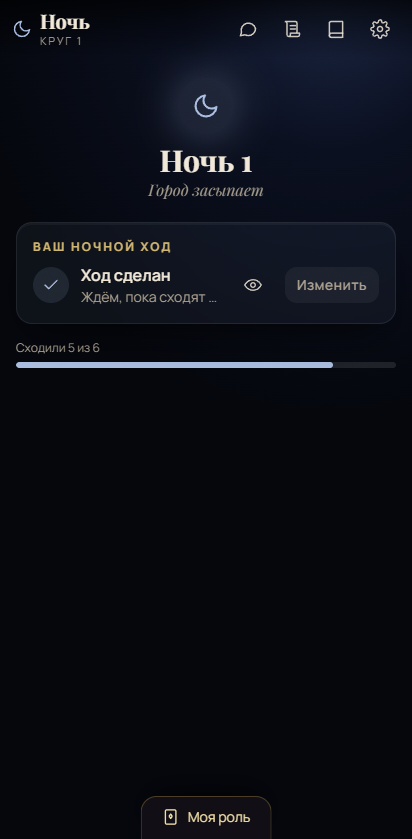 Ночь
КРУГ 1
Ночь 1
Город засыпает
ВАШ НОЧНОЙ ХОД
Ход сделан
Ждём, пока сходят ...
Изменить
Сходили 5 из 6
Моя роль